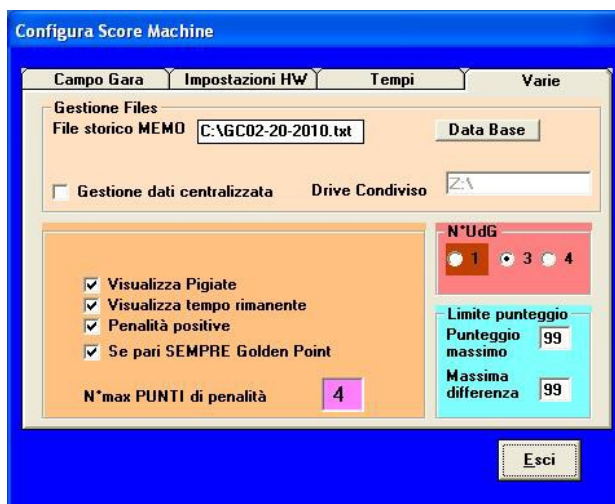 Configura Score Machine
Campo Gara Impostazioni HW Tempi Varie
Gestione Files
File storico MEMO C:\GC02-20-2010.txt Data Base
Gestione dati centralizzata Drive Condiviso Z:\
N°UdG
1 3 4
Visualizza Pigiate
Visualizza tempo rimanente
Penalità positive
Se pari SEMPRE Golden Point
N°max PUNTI di penalità 4
Limite punteggio
Punteggio massimo 99
Massima differenza 99
Esci